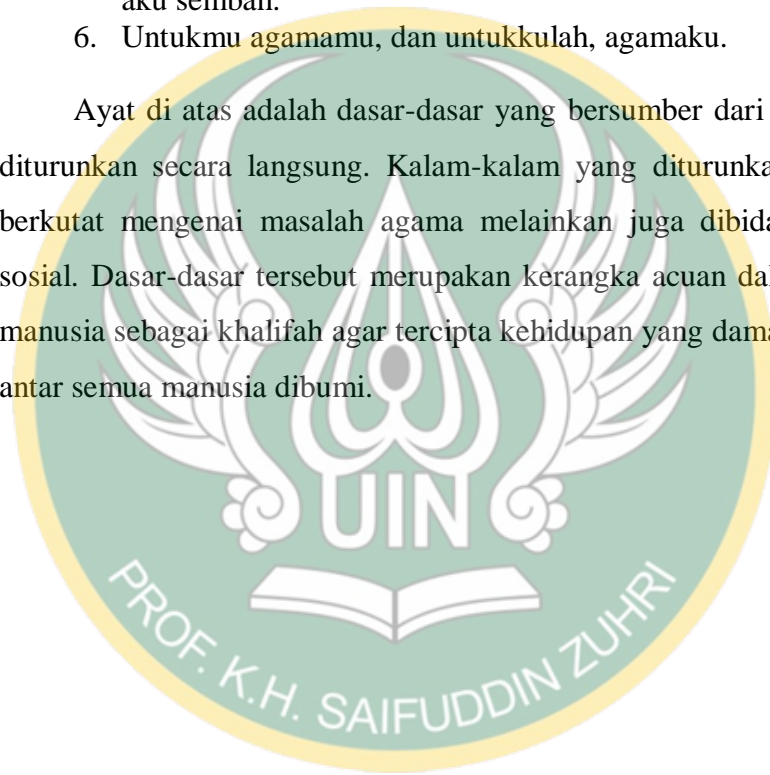 aku sembah.
6. Untukmu agamamu, dan untukkulah, agamaku.
Ayat di atas adalah dasar-dasar yang bersumber dari
diturunkan secara langsung. Kalam-kalam yang diturunka
berkutat mengenai masalah agama melainkan juga dibida
sosial. Dasar-dasar tersebut merupakan kerangka acuan dal
manusia sebagai khalifah agar tercipta kehidupan yang dama
antar semua manusia dibumi.
UIN
PROF. K.H. SAIFUDDIN ZUHRI